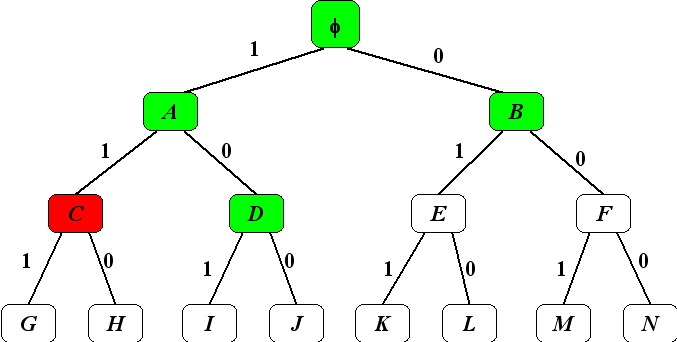 ϕ
1 0
A B
1 0 1 0
C D E F
1 0 1 0 1 0 1 0
G H I J K L M N